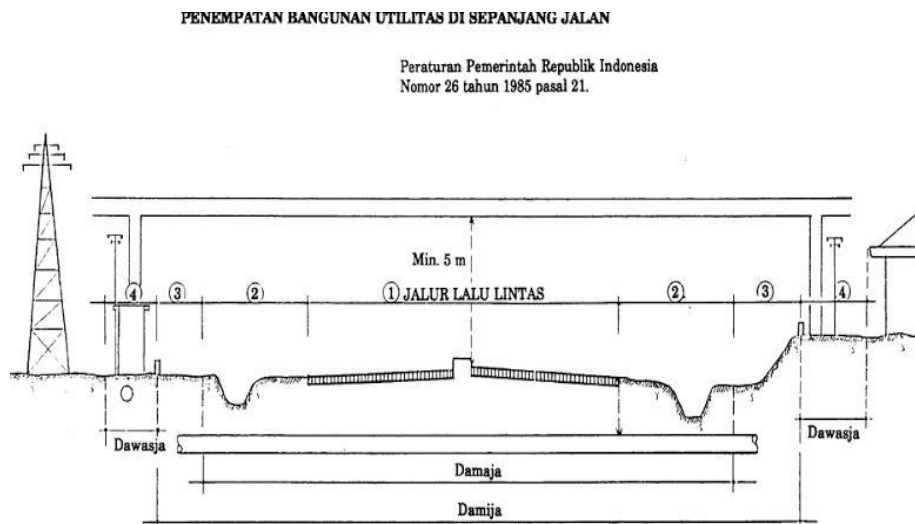 PENEMPATAN BANGUNAN UTILITAS DI SEPANJANG JALAN
Peraturan Pemerintah Republik Indonesia
Nomor 26 tahun 1985 pasal 21.
Min. 5 m
④ ③ ② ① JALUR LALU LINTAS ② ③ ④
Dawasja
Dawasja
Damaja
Damija